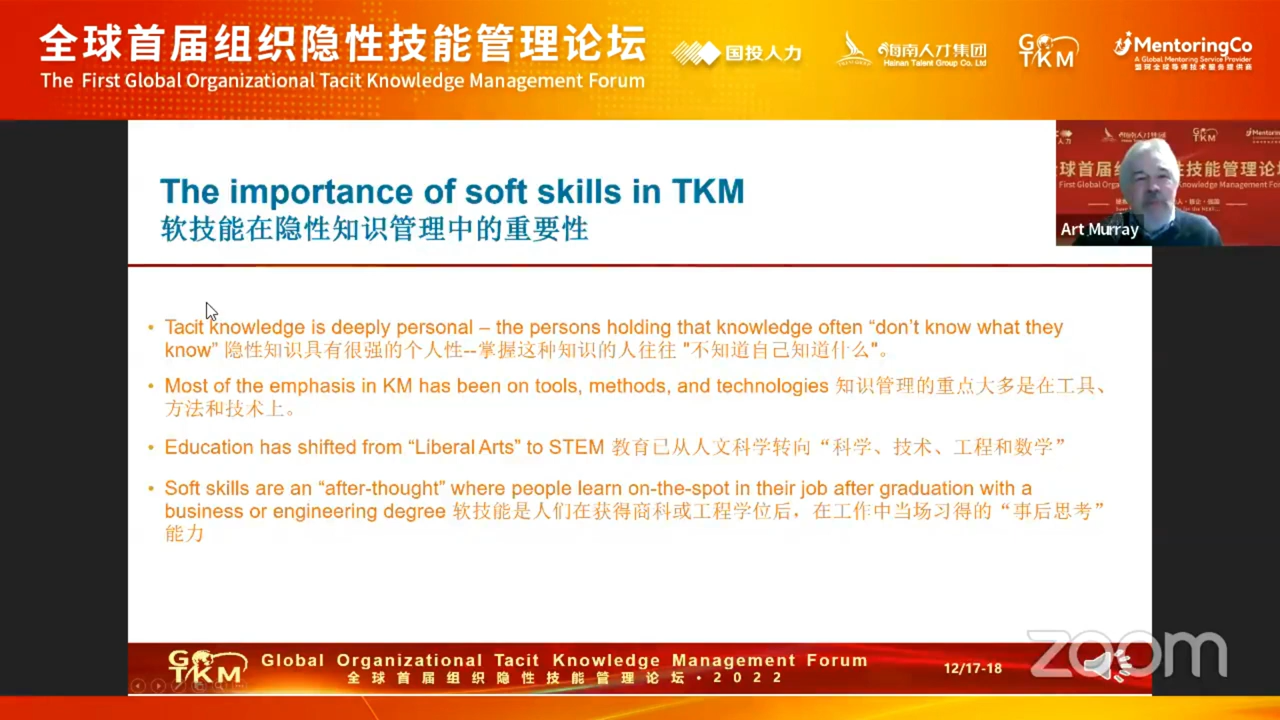 全球首届组织隐性技能管理论坛
The First Global Organizational Tacit Knowledge Management Forum
国投人力
海南人才集团
Hainan Talent Group Co. Ltd
GO TKM
MentoringCo
A Global Mentoring Service Provider
The importance of soft skills in TKM
软技能在隐性知识管理中的重要性
Art Murray
• Tacit knowledge is deeply personal – the persons holding that knowledge often “don’t know what they
know” 隐性知识具有很强的个人性--掌握这种知识的人往往 "不知道自己知道什么"。
• Most of the emphasis in KM has been on tools, methods, and technologies 知识管理的重点大多是在工具、
方法和技术上。
• Education has shifted from “Liberal Arts” to STEM 教育已从人文科学转向“科学、技术、工程和数学”
• Soft skills are an “after-thought” where people learn on-the-spot in their job after graduation with a
business or engineering degree 软技能是人们在获得商科或工程学位后，在工作中当场习得的“事后思考”
能力
GO TKM
Global Organizational Tacit Knowledge Management Forum
全球首届组织隐性技能管理论坛·2022
12/17-18
zoom